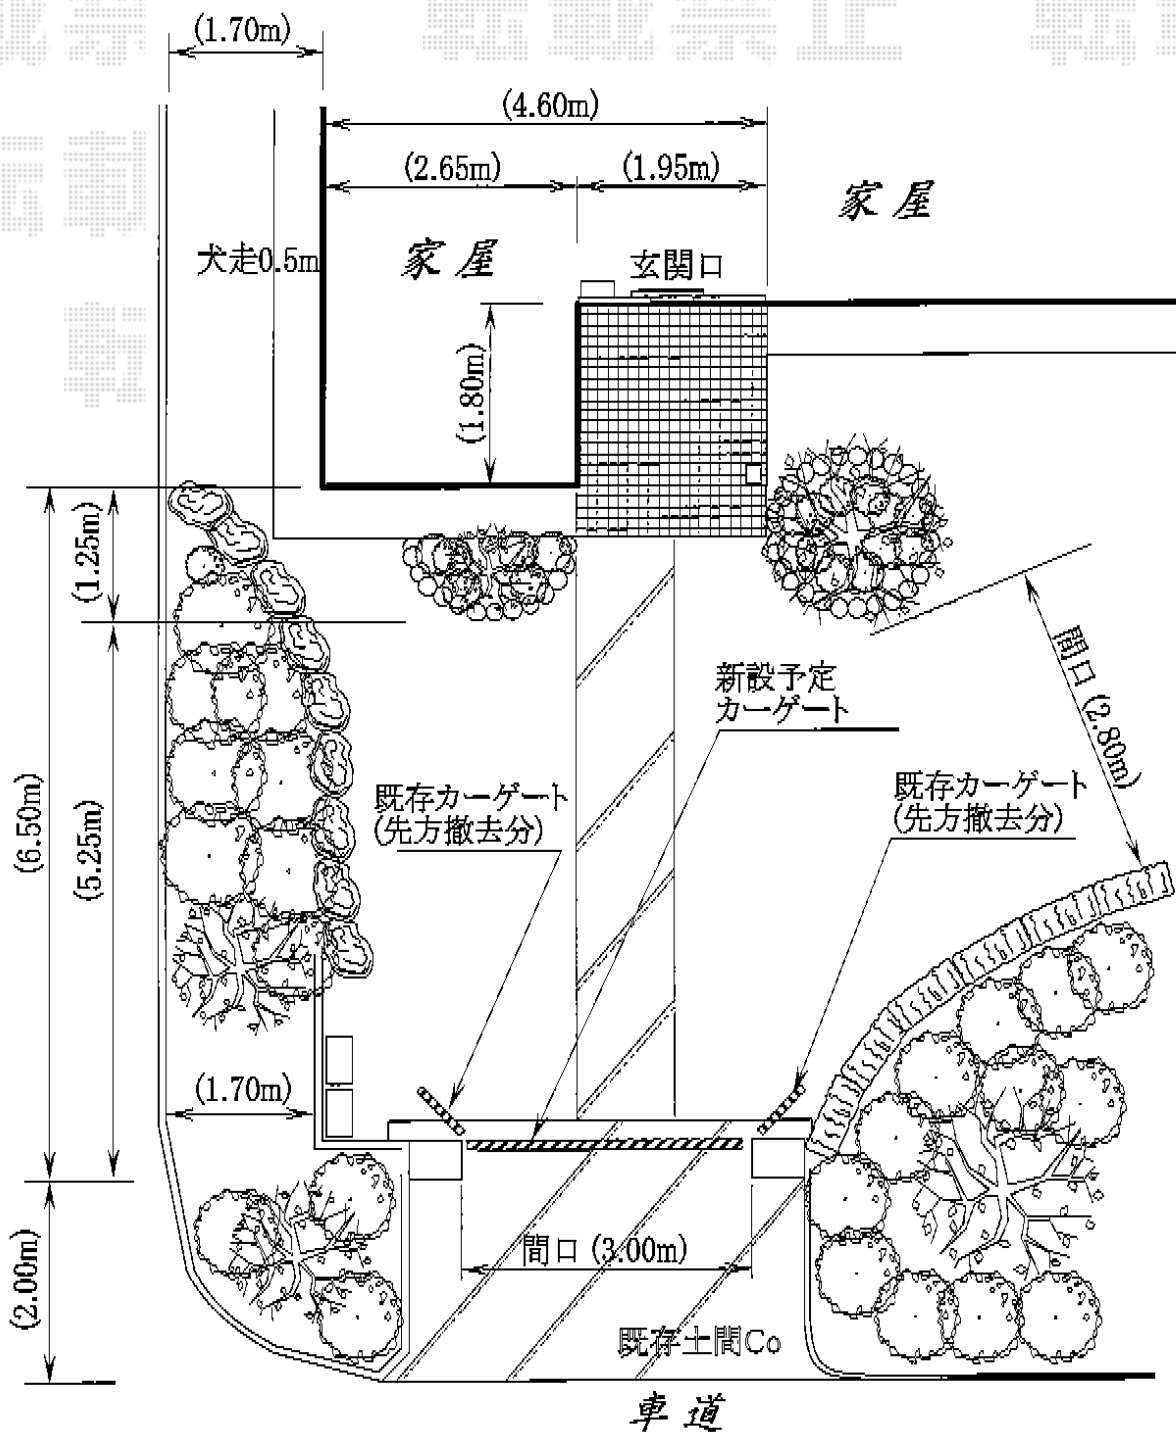 転載禁止
(1.70m)
(4.60m)
(2.65m)
(1.95m)
家屋
犬走0.5m
家屋
玄関口
(1.80m)
(1.25m)
新設予定
カーゲート
間口 (2.80m)
既存カーゲート
(先方撤去分)
既存カーゲート
(先方撤去分)
(6.50m)
(5.25m)
(1.70m)
(2.00m)
間口 (3.00m)
既存土間Co
車道